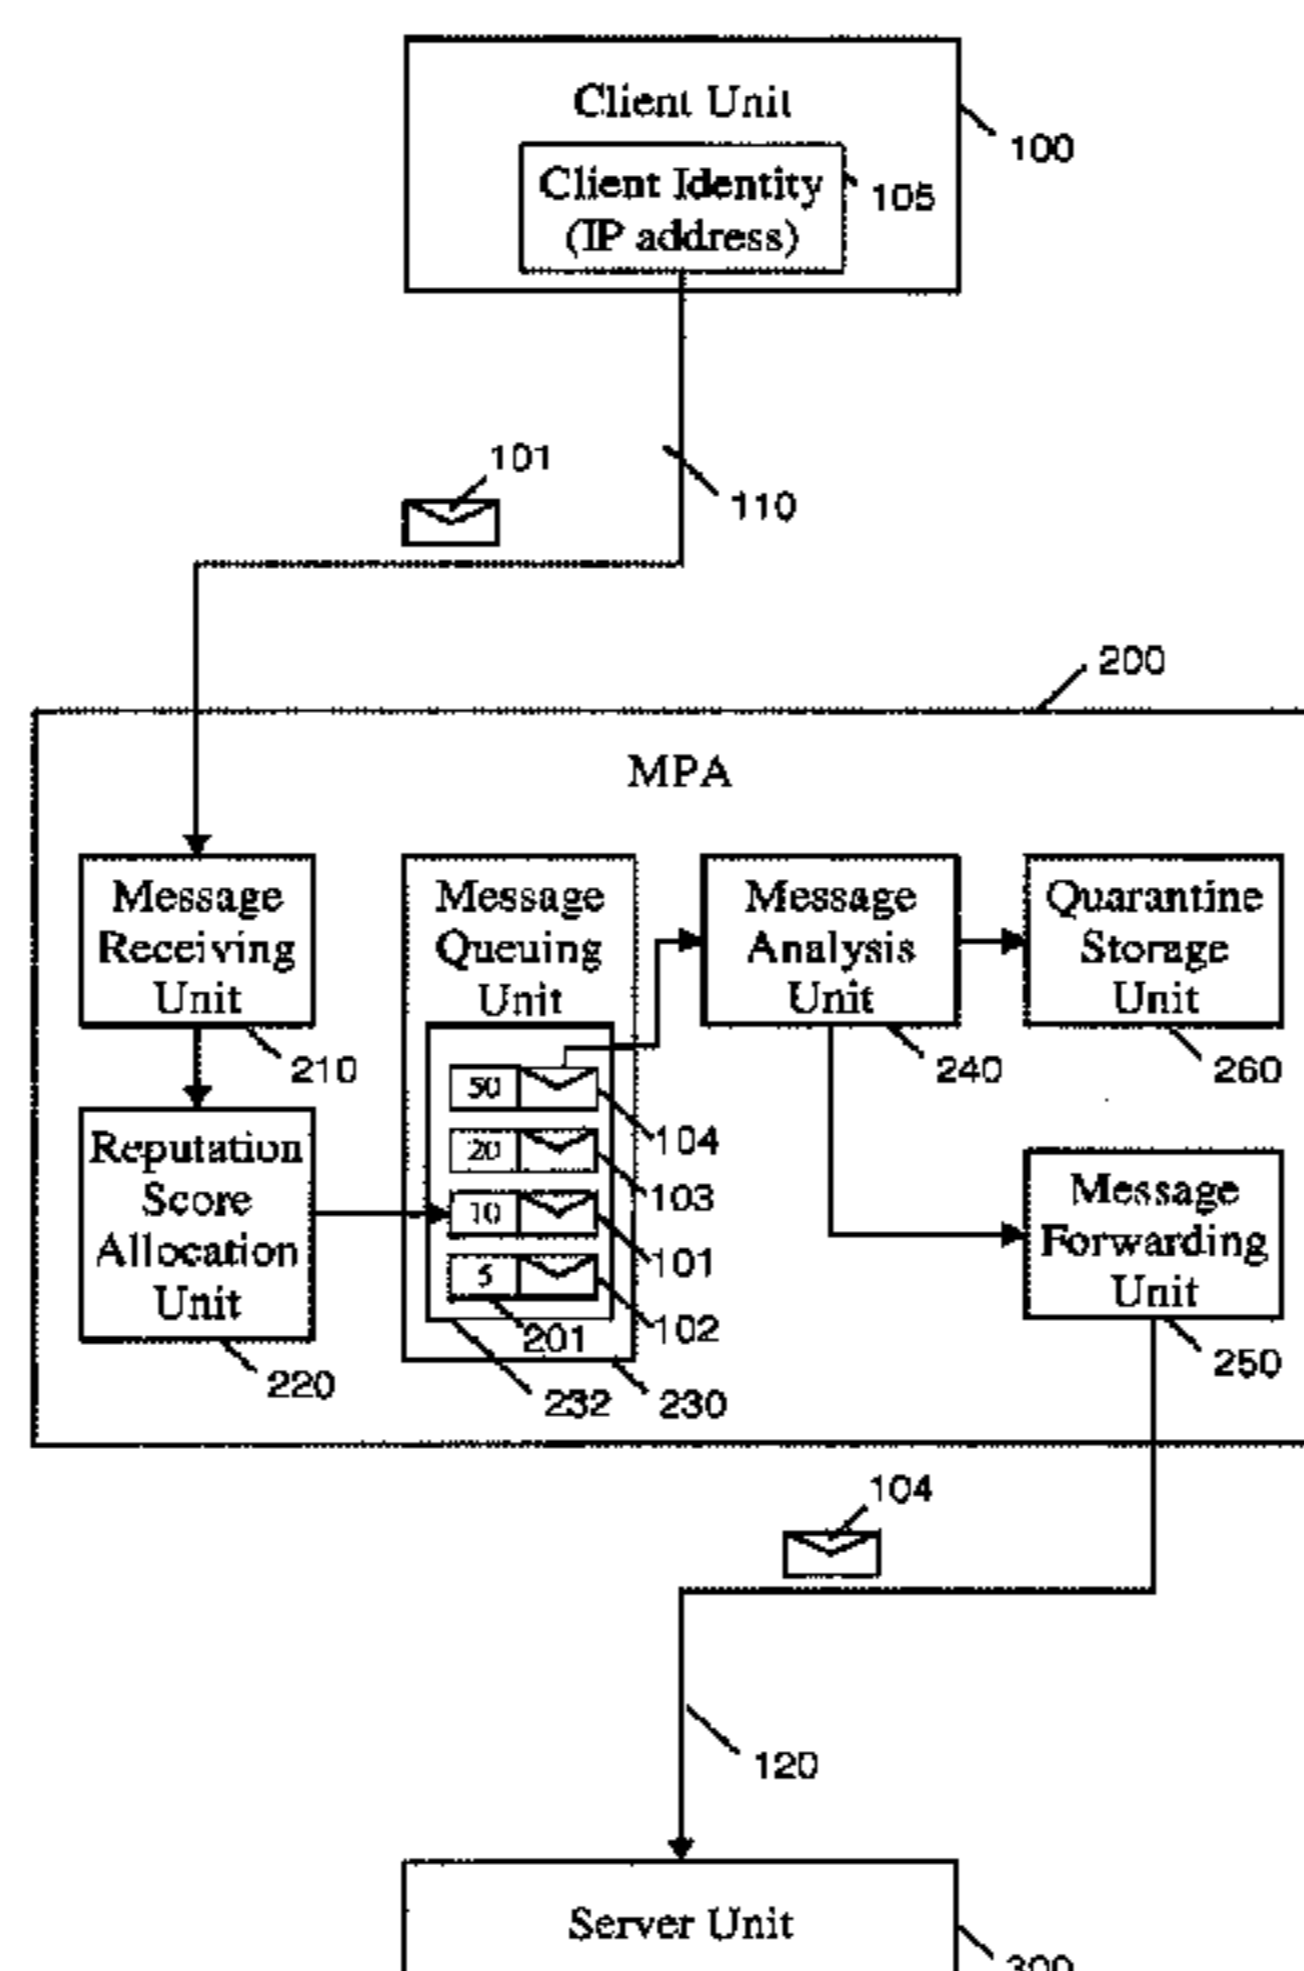 Client Unit
100
Client Identity
(IP address)
105
101
110
200
MPA
Message
Receiving
Unit
210
Message
Queuing
Unit
Message
Analysis
Unit
240
Quarantine
Storage
Unit
260
Reputation
Score
Allocation
Unit
220
50
104
20
103
10
101
5
102
201
232
230
Message
Forwarding
Unit
250
104
120
Server Unit
300